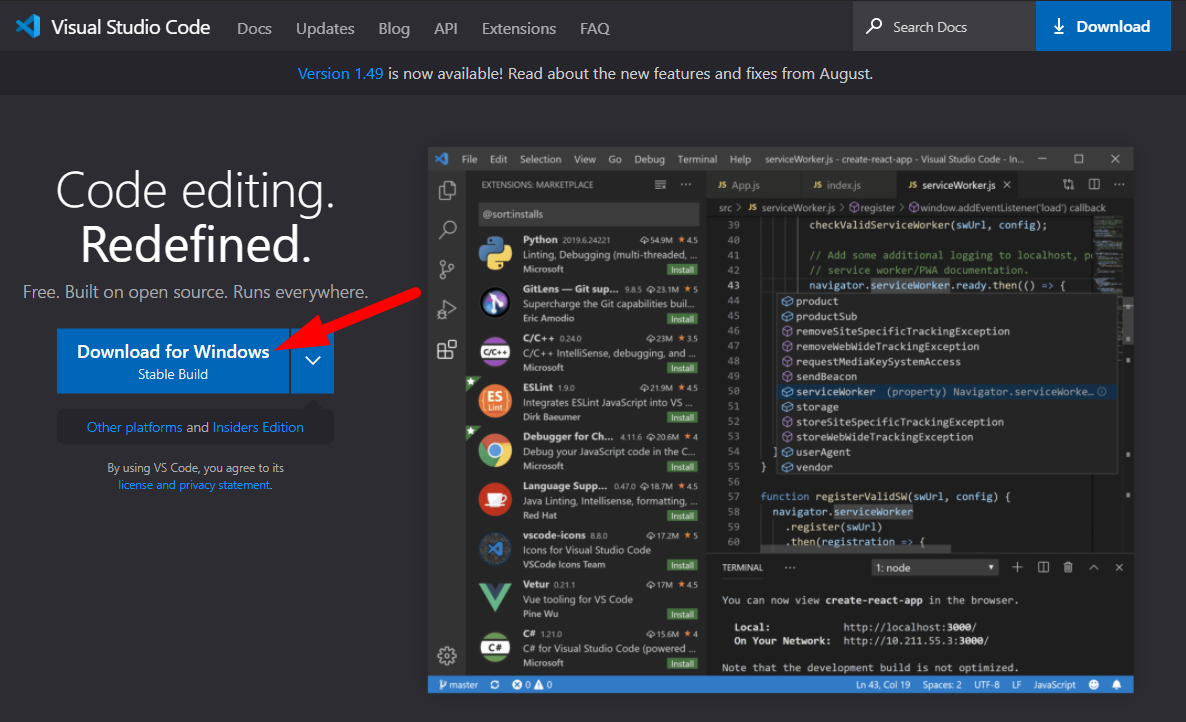 Visual Studio Code Docs Updates Blog API Extensions FAQ Search Docs Download
Version 1.49 is now available! Read about the new features and fixes from August.
Code editing.
Redefined.
Free. Built on open source. Runs everywhere.
Download for Windows
Stable Build
Other platforms and Insiders Edition
By using VS Code, you agree to its
license and privacy statement.
File Edit Selection View Go Debug Terminal Help serviceWorker.js - create-react-app - Visual Studio Code - In...
EXTENSIONS: MARKETPLACE ...
@sort:installs
Python 2019.6.24221 54.9M ★ 4.5
Linting, Debugging (multi-threaded, ...
Microsoft Install
GitLens — Git sup... 9.8.5 23.1M ★ 5
Supercharge the Git capabilities buil...
Eric Amodio Install
C/C++ 0.24.0 23M ★ 3.5
C/C++ IntelliSense, debugging, and ...
Microsoft Install
C/C++
ESLint 1.9.0 21.9M ★ 4.5
Integrates ESLint JavaScript into VS ...
Dirk Baeumer Install
ES
Lint
Debugger for Ch... 4.11.6 20.6M ★ 4
Debug your JavaScript code in the C...
Microsoft Install
Language Supp... 0.47.0 18.7M ★ 4.5
Java Linting, Intellisense, formatting, ...
Red Hat Install
vscode-icons 8.8.0 17.2M ★ 5
Icons for Visual Studio Code
VSCode Icons Team Install
Vetur 0.21.1 17M ★ 4.5
Vue tooling for VS Code
Pine Wu Install
C# 1.21.0 15.6M ★ 4
C# for Visual Studio Code (powered ...
Microsoft Install
C#
JS App.js JS index.js JS serviceWorker.js ...
src > JS serviceWorker.js > register > window.addEventListener('load') callback
39 checkValidServiceWorker(swUrl, config);
40
41 // Add some additional logging to localhost, po
42 // service worker/PWA documentation.
43 navigator.serviceWorker.ready.then(() => {
44 product
45 productSub
46 removeSiteSpecificTrackingException
47 removeWebWideTrackingException
48 requestMediaKeySystemAccess
49 sendBeacon
50 serviceWorker (property) Navigator.serviceWorke...
51 storage
52 storeSiteSpecificTrackingException
53 storeWebWideTrackingException
54 } userAgent
55 } vendor
56
57 function registerValidSW(swUrl, config) {
58 navigator.serviceWorker
59 .register(swUrl)
60 .then(registration => {
TERMINAL ... 1: node
You can now view create-react-app in the browser.
Local: http://localhost:3000/
On Your Network: http://10.211.55.3:3000/
Note that the development build is not optimized.
master 0 0 Ln 43, Col 19 Spaces: 2 UTF-8 LF JavaScript